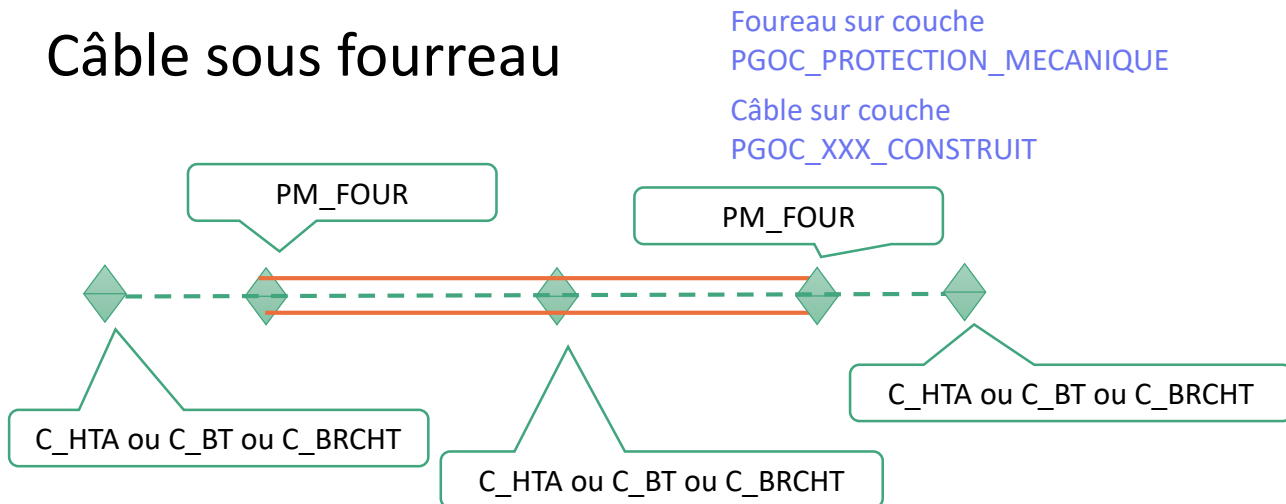 Câble sous fourreau
Foureau sur couche
PGOC_PROTECTION_MECANIQUE
Câble sur couche
PGOC_XXX_CONSTRUIT
PM_FOUR
PM_FOUR
C_HTA ou C_BT ou C_BRCHT
C_HTA ou C_BT ou C_BRCHT
C_HTA ou C_BT ou C_BRCHT